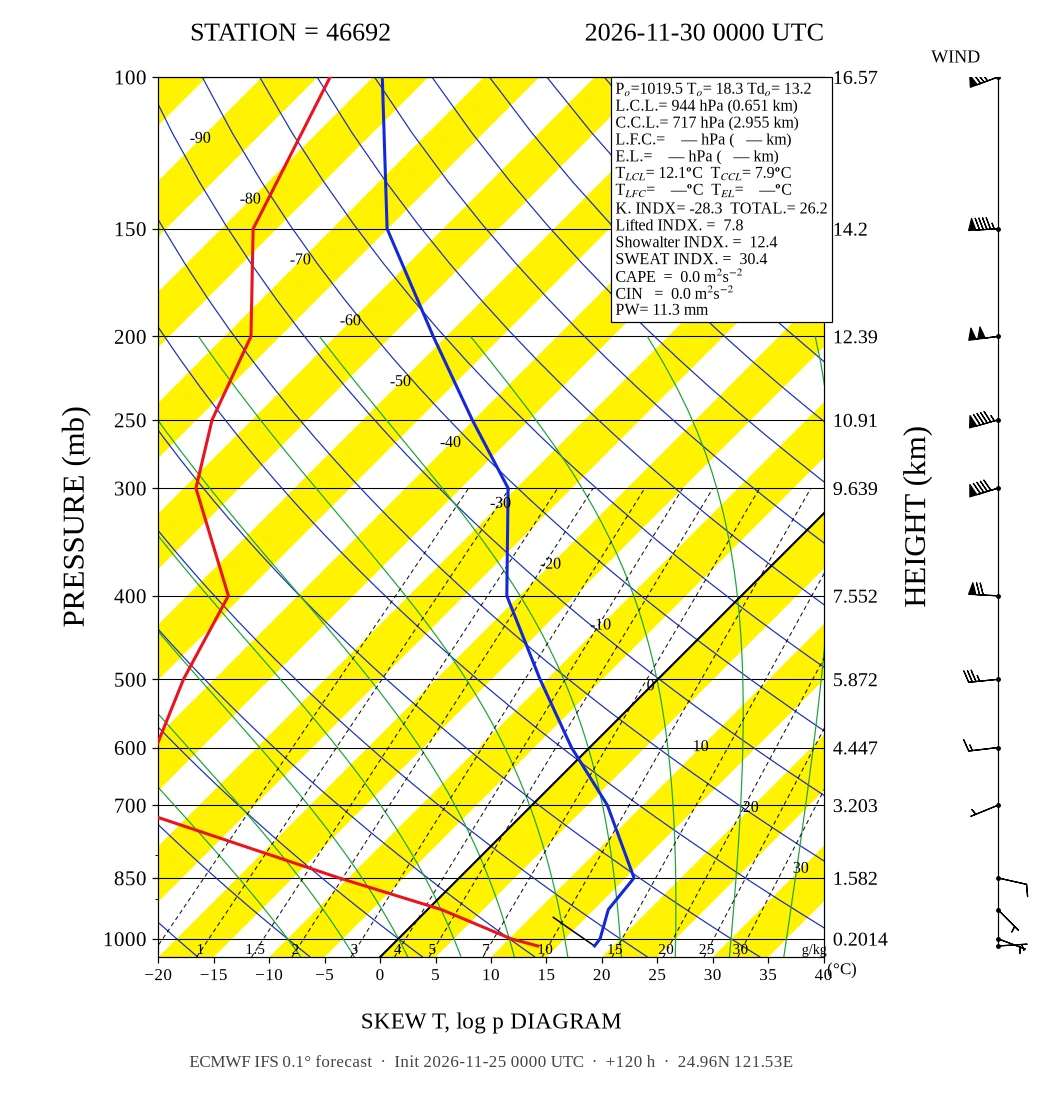 STATION = 46692
2026-11-30 0000 UTC
WIND
P_o=1019.5 T_o= 18.3 Td_o= 13.2
L.C.L.= 944 hPa (0.651 km)
C.C.L.= 717 hPa (2.955 km)
L.F.C.= — hPa ( — km)
E.L.= — hPa ( — km)
T_LCL= 12.1°C T_CCL= 7.9°C
T_LFC= —°C T_EL= —°C
K. INDX= -28.3 TOTAL.= 26.2
Lifted INDX. = 7.8
Showalter INDX. = 12.4
SWEAT INDX. = 30.4
CAPE = 0.0 m²s⁻²
CIN = 0.0 m²s⁻²
PW= 11.3 mm
PRESSURE (mb)
100
150
200
250
300
400
500
600
700
850
1000
-90
-80
-70
-60
-50
-40
-30
-20
-10
0
10
20
30
16.57
14.2
12.39
10.91
9.639
7.552
5.872
4.447
3.203
1.582
0.2014
HEIGHT (km)
1 1.5 2 3 4 5 7 10 15 20 25 30 g/kg
−20 −15 −10 −5 0 5 10 15 20 25 30 35 40 (°C)
SKEW T, log p DIAGRAM
ECMWF IFS 0.1° forecast · Init 2026-11-25 0000 UTC · +120 h · 24.96N 121.53E